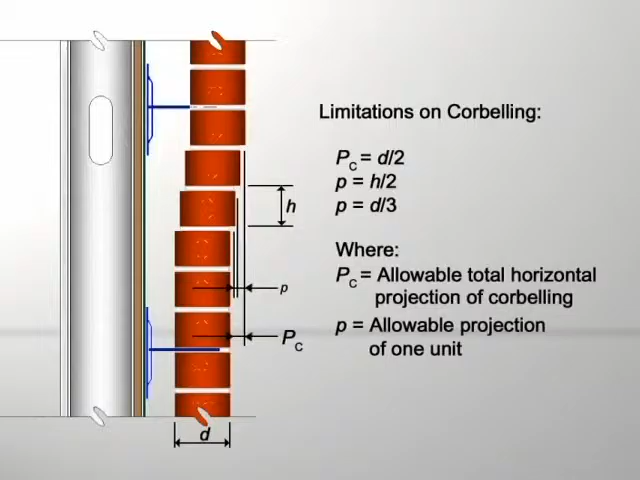 Limitations on Corbelling:
PC = d/2
p = h/2
p = d/3
Where:
PC = Allowable total horizontal
projection of corbelling
p = Allowable projection
of one unit
h
p
PC
d